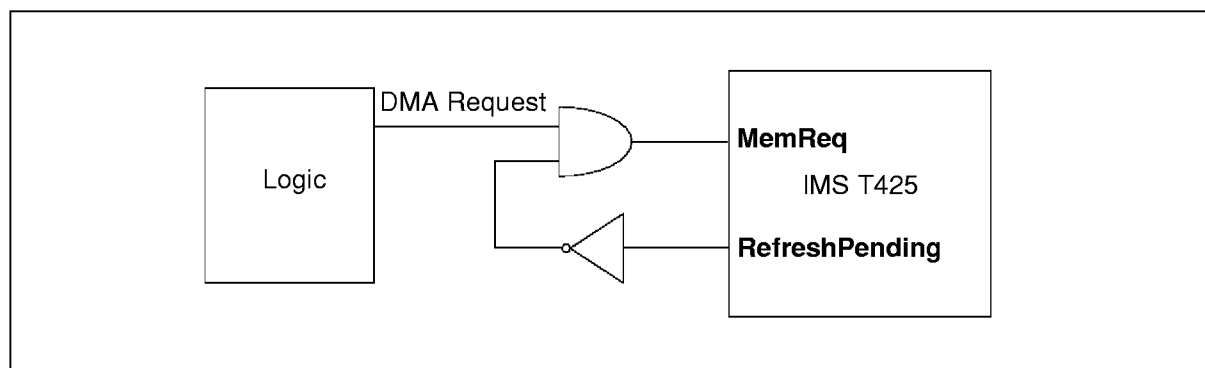 DMA Request
MemReq
Logic
IMS T425
RefreshPending